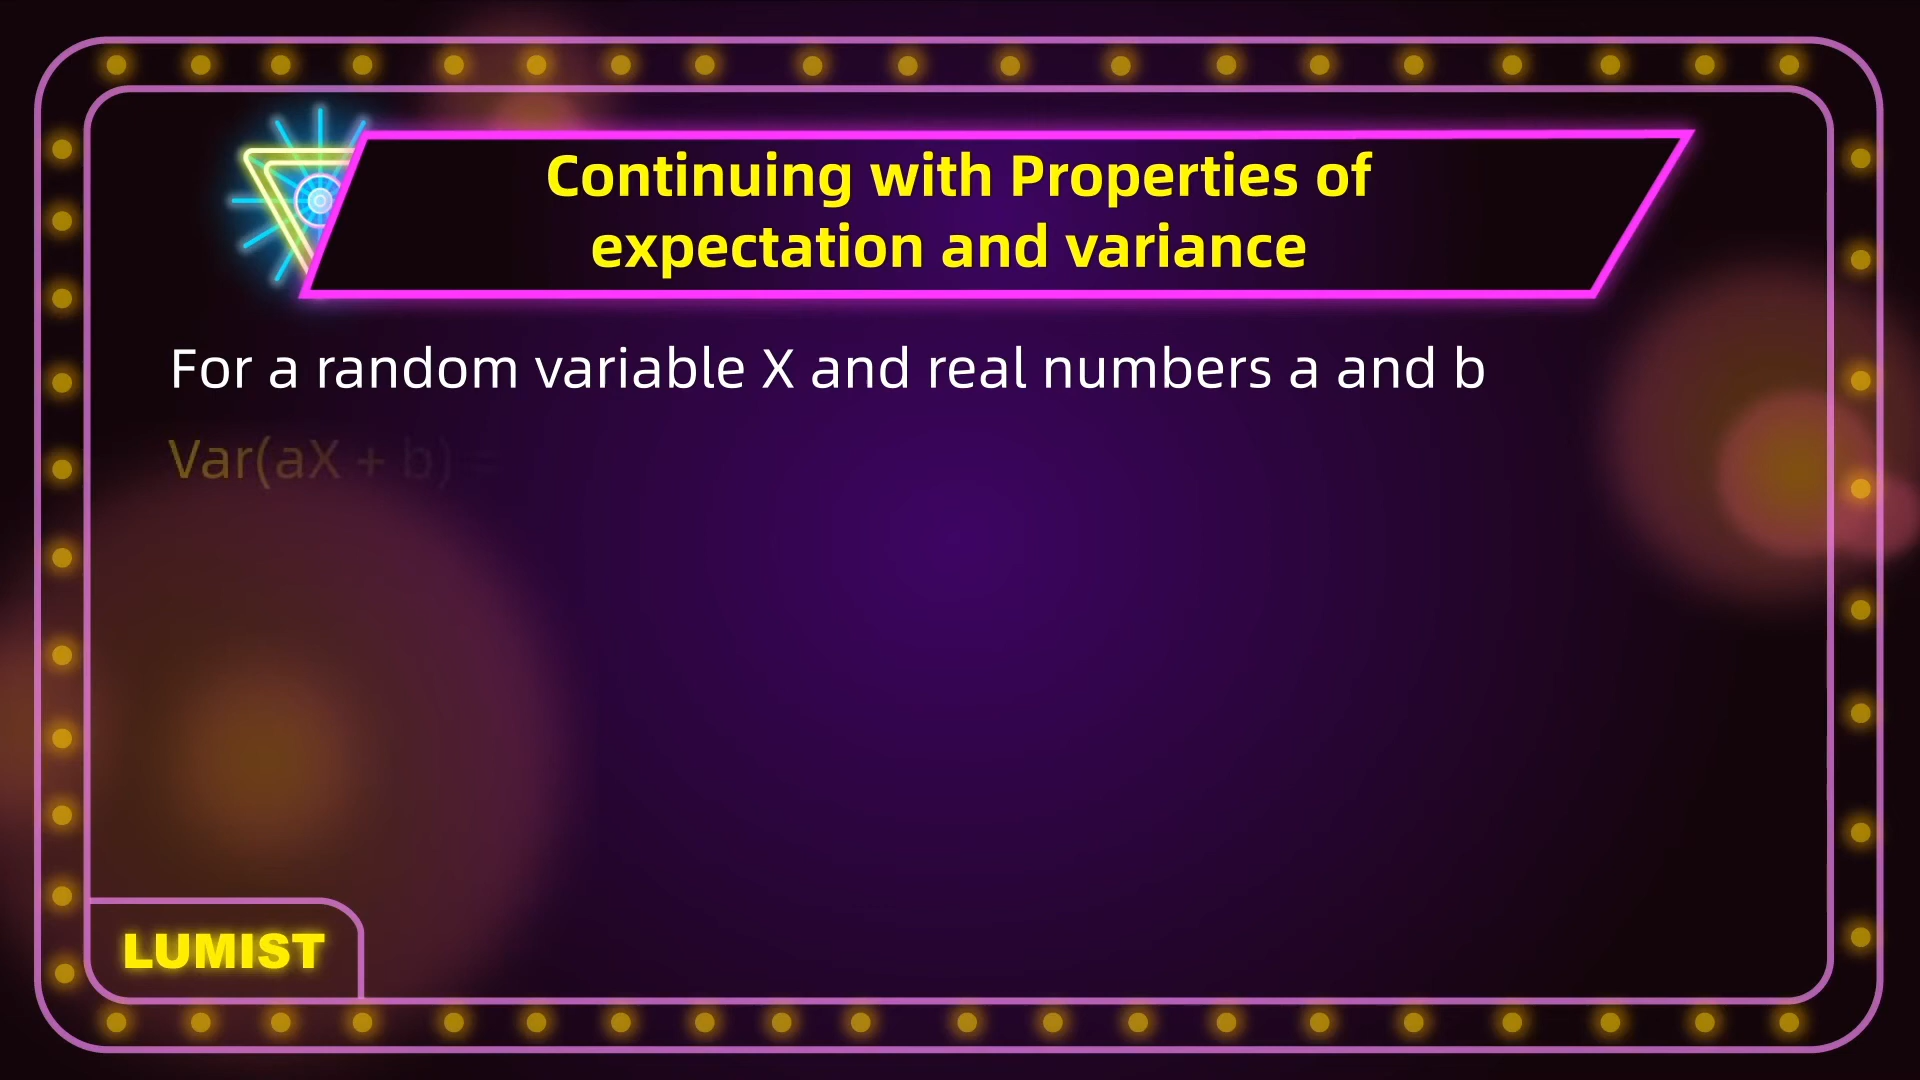 Continuing with Properties of
expectation and variance
For a random variable X and real numbers a and b
Var(aX + b) =
LUMIST